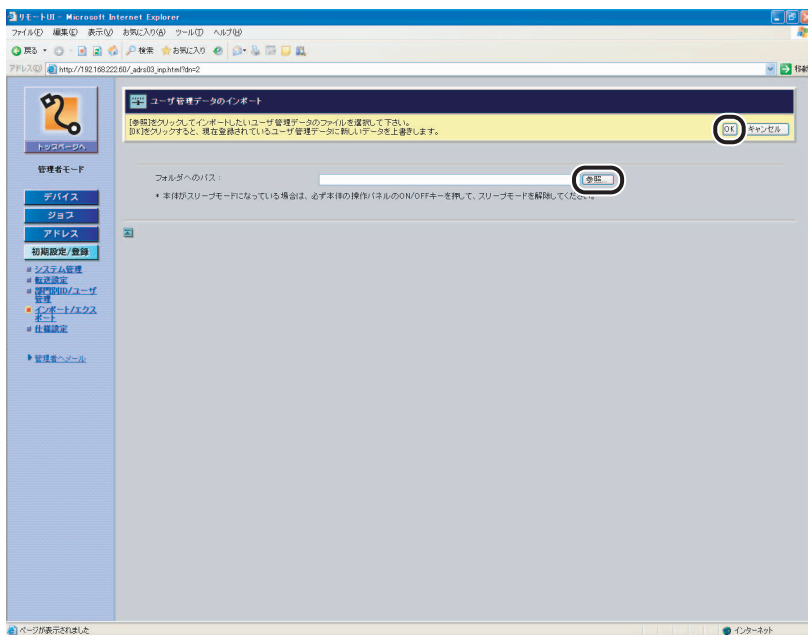 リモートUI - Microsoft Internet Explorer
ファイル(F) 編集(E) 表示(V) お気に入り(A) ツール(T) ヘルプ(H)
戻る 検索 お気に入り
アドレス(D) http://192.168.222.60/_adrs03_inp.html?dn=2 移動
トップページへ
管理者モード
デバイス
ジョブ
アドレス
初期設定/登録
システム管理
転送設定
部門別ID/ユーザ
管理
インポート/エクス
ポート
仕様設定
管理者へメール
ユーザ管理データのインポート
[参照]をクリックしてインポートしたいユーザ管理データのファイルを選択して下さい。
[OK]をクリックすると、現在登録されているユーザ管理データに新しいデータを上書きします。
OK キャンセル
フォルダへのパス : 参照...
* 本体がスリープモードになっている場合は、必ず本体の操作パネルのON/OFFキーを押して、スリープモードを解除してください。
ページが表示されました インターネット